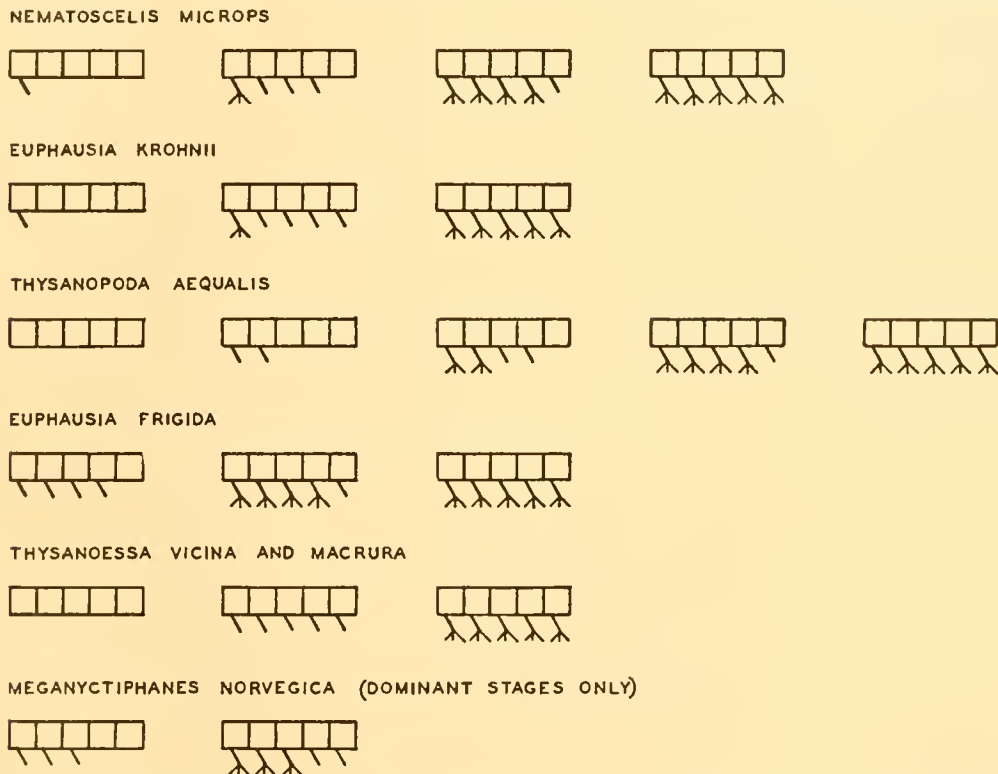 NEMATOSCELIS MICROPS
EUPHAUSIA KROHNII
THYSANOPODA AEQUALIS
EUPHAUSIA FRIGIDA
THYSANOESSA VICINA AND MACRURA
MEGANYCTIPHANES NORVEGICA (DOMINANT STAGES ONLY)